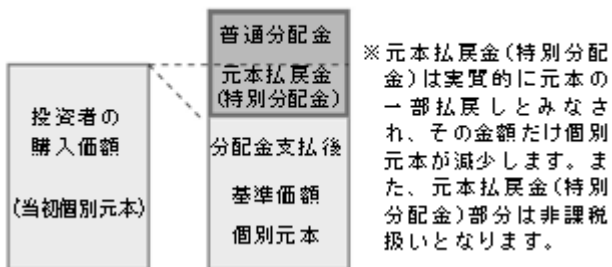 投資者の
購入価額
(当初個別元本)
普通分配金
元本払戻金
(特別分配金)
分配金支払後
基準価額
個別元本
※元本払戻金(特別分配
金)は実質的に元本の
一部払戻しとみなさ
れ、その金額だけ個別
元本が減少します。ま
た、元本払戻金(特別
分配金)部分は非課税
扱いとなります。